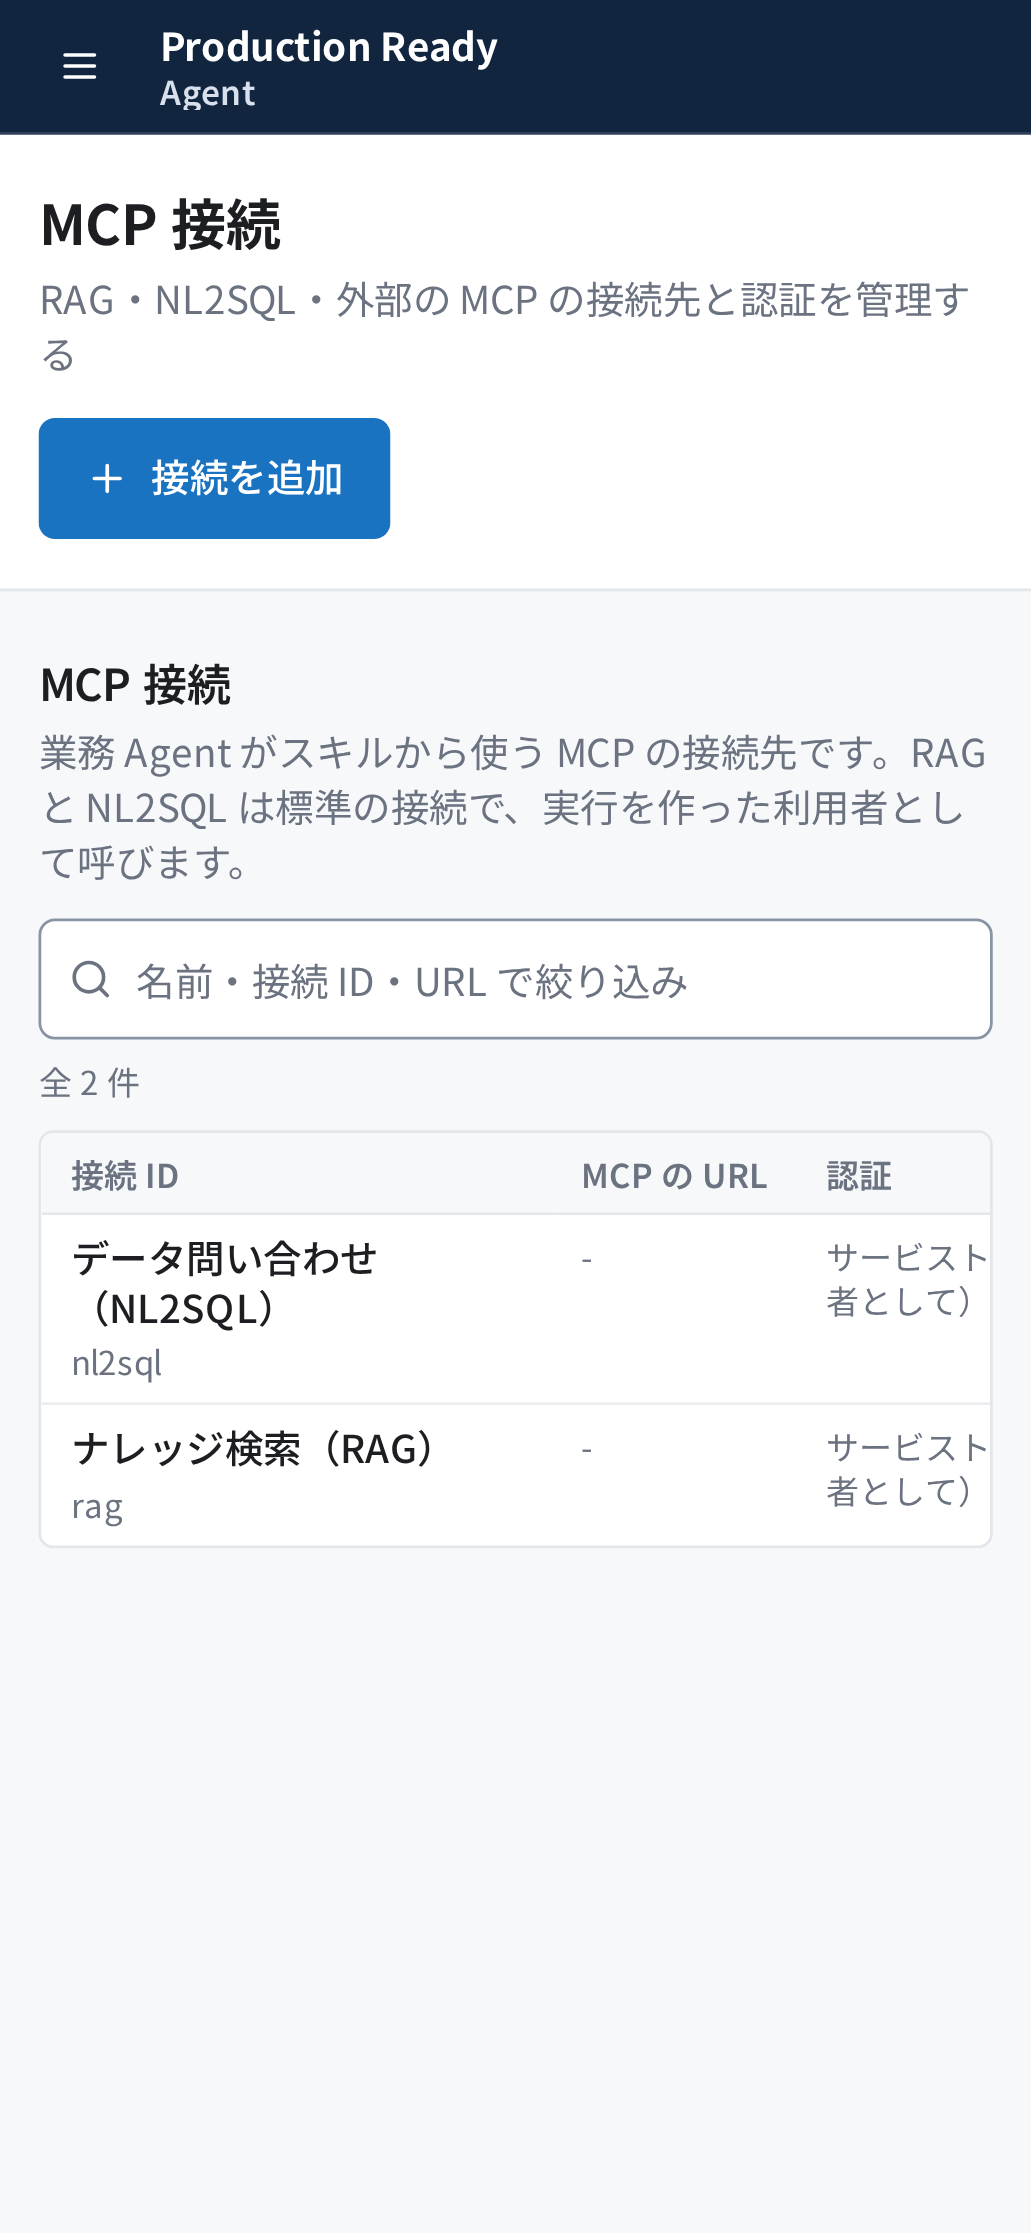 Production Ready
Agent
MCP 接続
RAG・NL2SQL・外部の MCP の接続先と認証を管理す
る
接続を追加
MCP 接続
業務 Agent がスキルから使う MCP の接続先です。RAG
と NL2SQL は標準の接続で、実行を作った利用者とし
て呼びます。
名前・接続 ID・URL で絞り込み
全 2 件
接続 ID MCP の URL 認証
データ問い合わせ - サービスト
（NL2SQL） 者として）
nl2sql
ナレッジ検索（RAG） - サービスト
者として）
rag